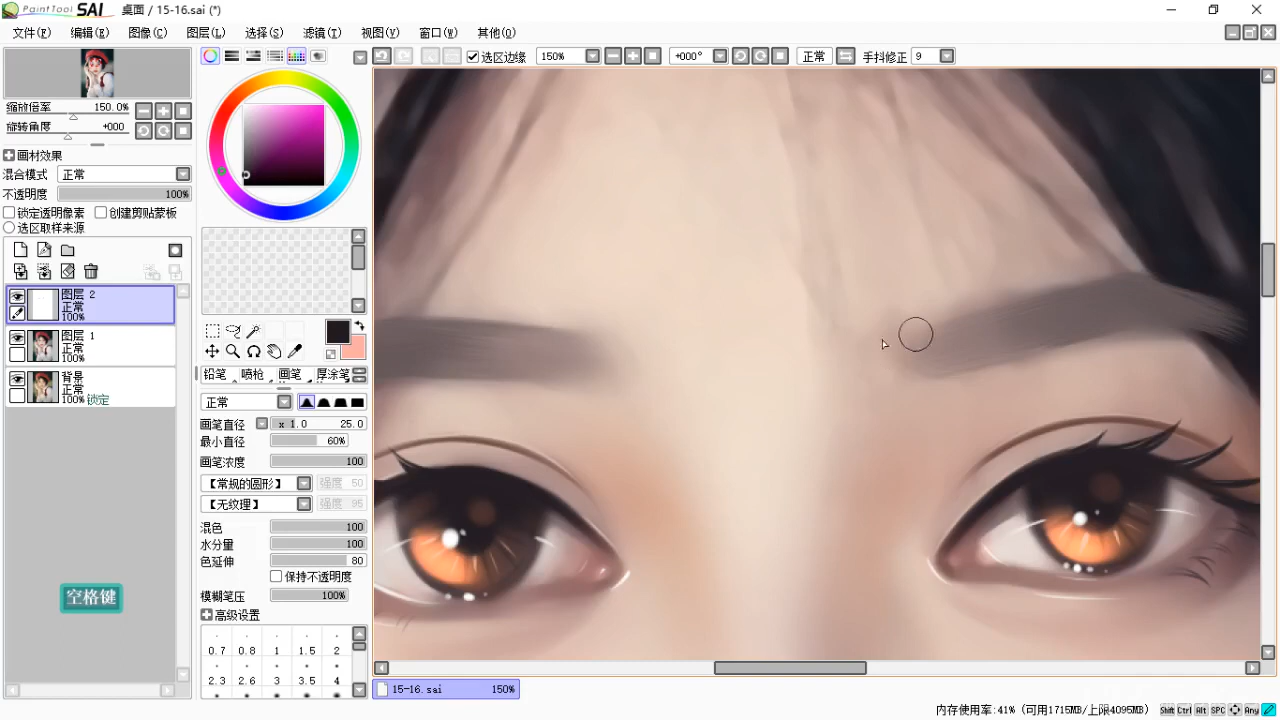 PaintTool SAI 桌面 / 15-16.sai (*)
文件(F) 编辑(E) 图像(C) 图层(L) 选择(S) 滤镜(T) 视图(V) 窗口(W) 其他(O)
选区边缘 150% +000° 正常 手抖修正 9
缩放倍率 150.0%
旋转角度 +000
画材效果
混合模式 正常
不透明度 100%
锁定透明像素 创建剪贴蒙板
选区取样来源
图层 2
正常
100%
图层 1
正常
100%
背景
正常
100% 锁定
空格键
铅笔 喷枪 画笔 厚涂笔
正常
画笔直径 x 1.0 25.0
最小直径 60%
画笔浓度 100
【常规的圆形】 强度 50
【无纹理】 强度 95
混色 100
水分量 100
色延伸 80
保持不透明度
模糊笔压 100%
高级设置
0.7 0.8 1 1.5 2
2.3 2.6 3 3.5 4
15-16.sai 150%
内存使用率: 41% (可用1715MB/上限4095MB) Shift Ctrl Alt SPC Any